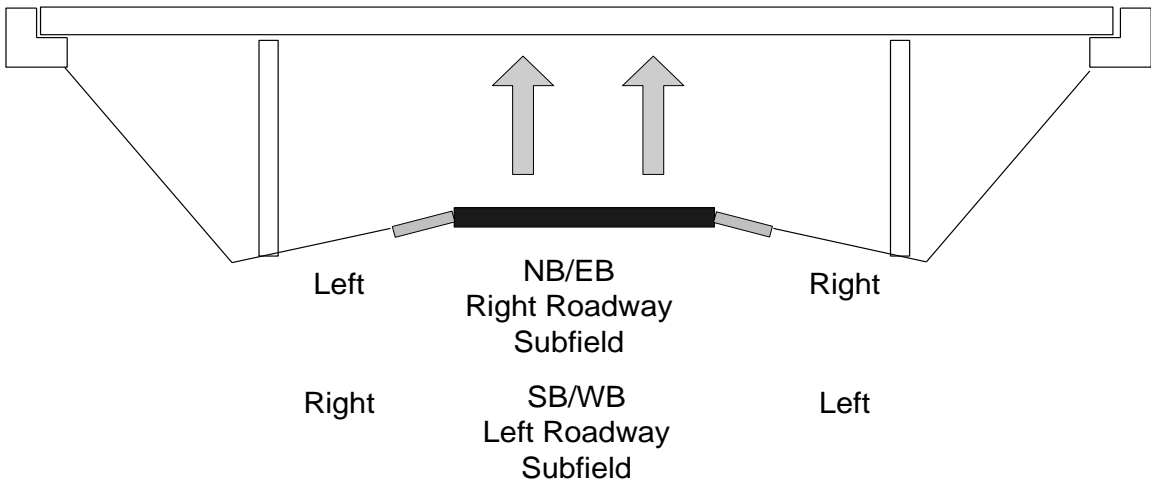 Left
NB/EB
Right Roadway
Subfield
Right
Right
SB/WB
Left Roadway
Subfield
Left